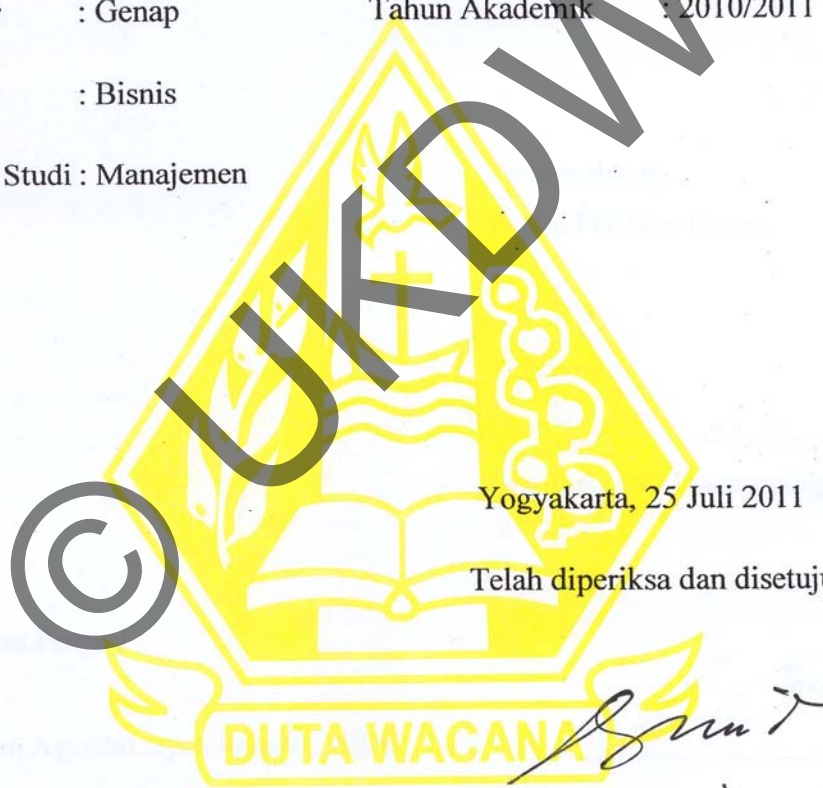 : Genap Tahun Akademik : 2010/2011
: Bisnis
Studi : Manajemen
© UKDW
Yogyakarta, 25 Juli 2011
Telah diperiksa dan disetuju
DUTA WACANA